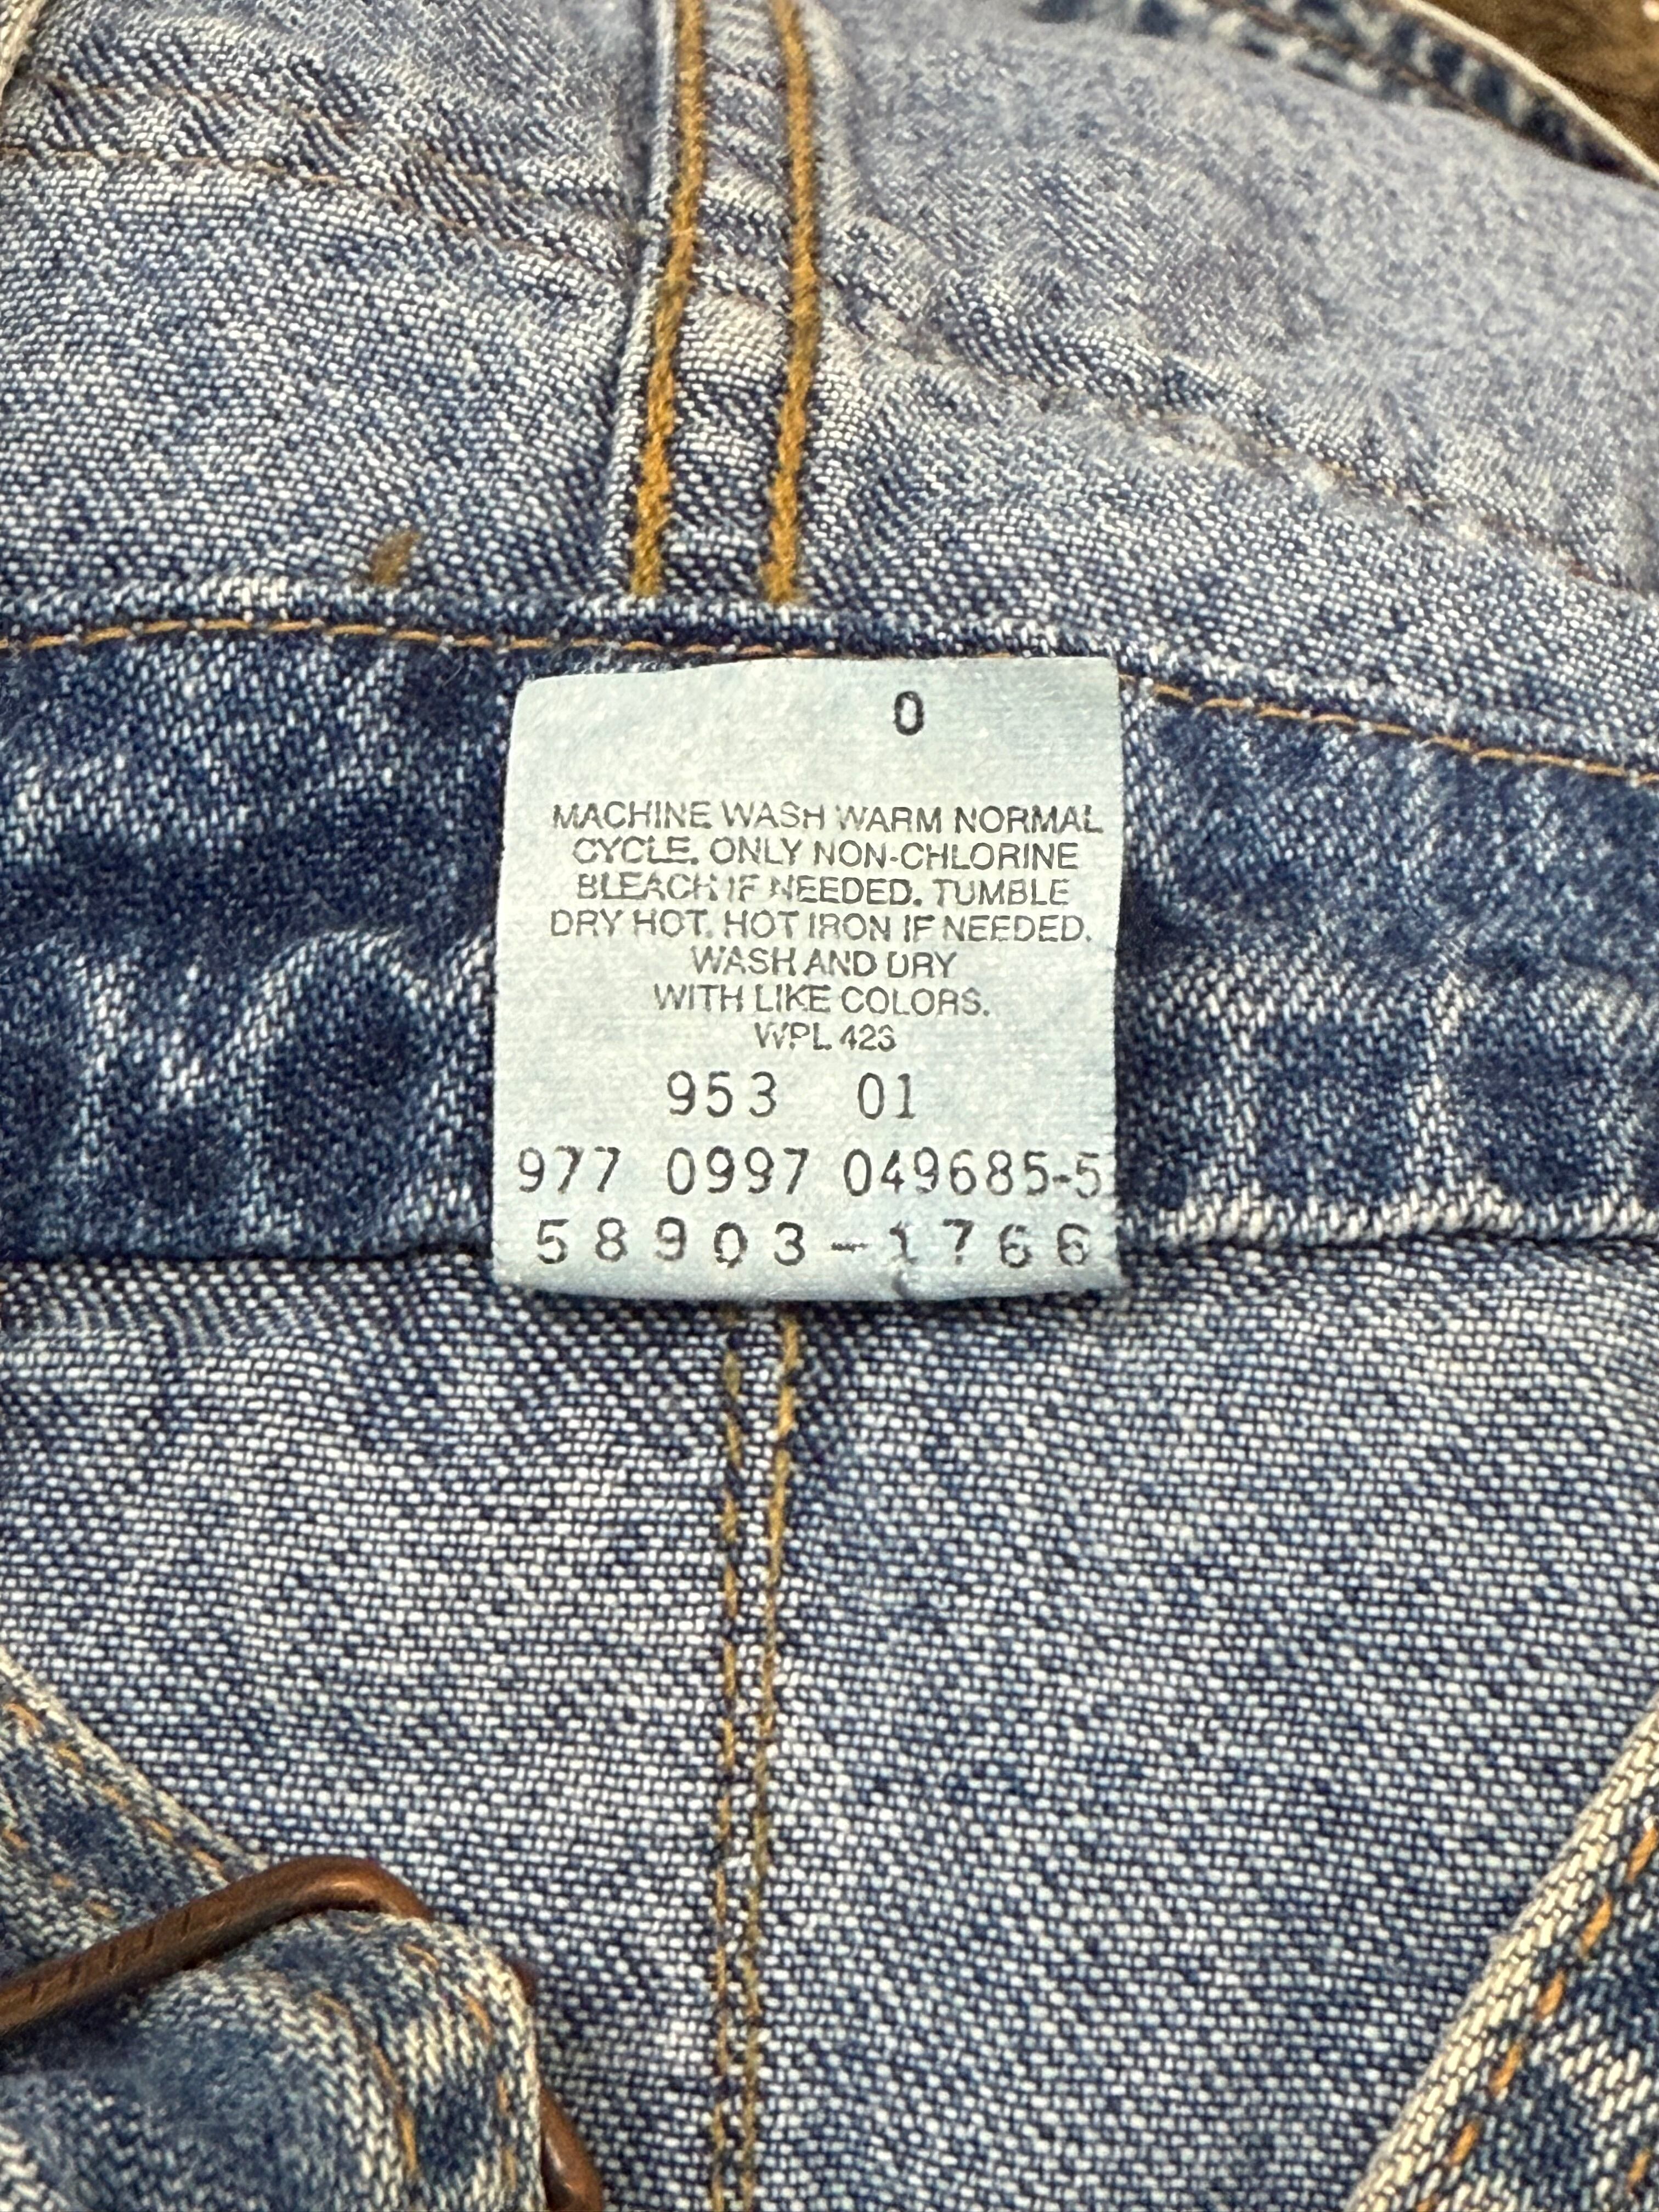 0
MACHINE WASH WARM NORMAL
CYCLE. ONLY NON-CHLORINE
BLEACH IF NEEDED. TUMBLE
DRY HOT. HOT IRON IF NEEDED.
WASH AND DRY
WITH LIKE COLORS.
WPL 423
953 01
977 0997 049685-5
58903-1766